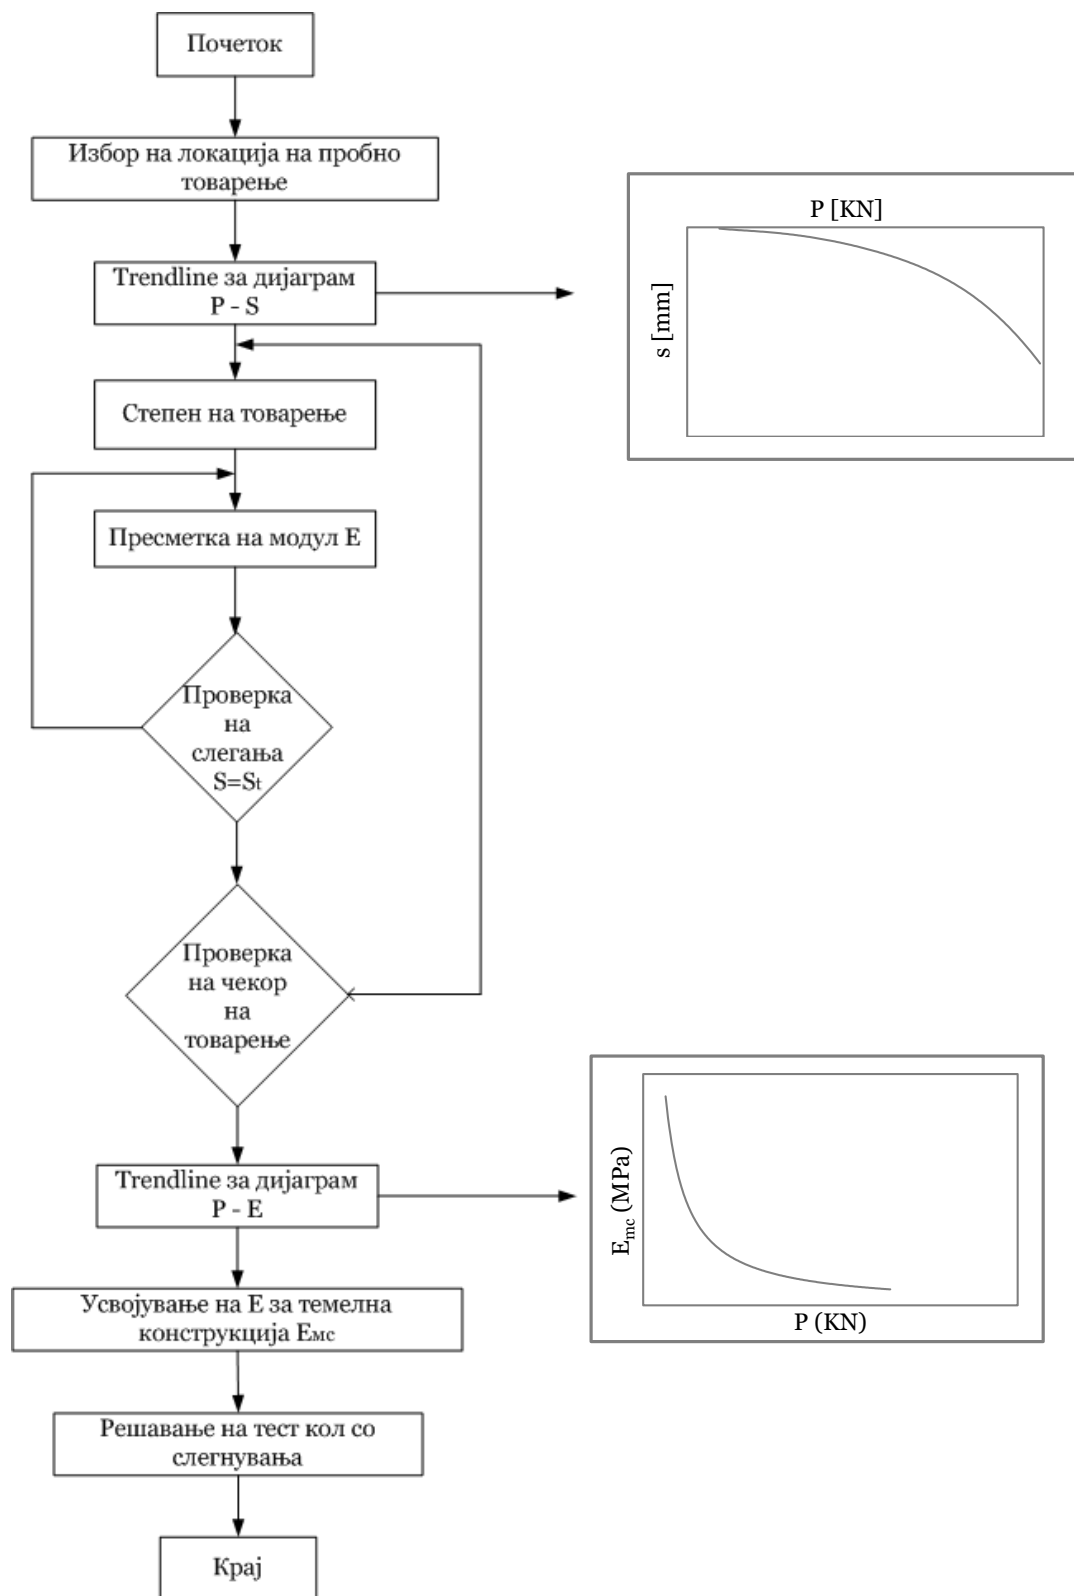 Почеток
Избор на локација на пробно
товарење
Trendline за дијаграм
P - S
P [KN]
s [mm]
Степен на товарење
Пресметка на модул E
Проверка
на
слегања
S=St
Проверка
на чекор
на
товарење
Trendline за дијаграм
P - E
Emc (MPa)
P (KN)
Усвојување на E за темелна
конструкција Eмс
Решавање на тест кол со
слегнувања
Крај